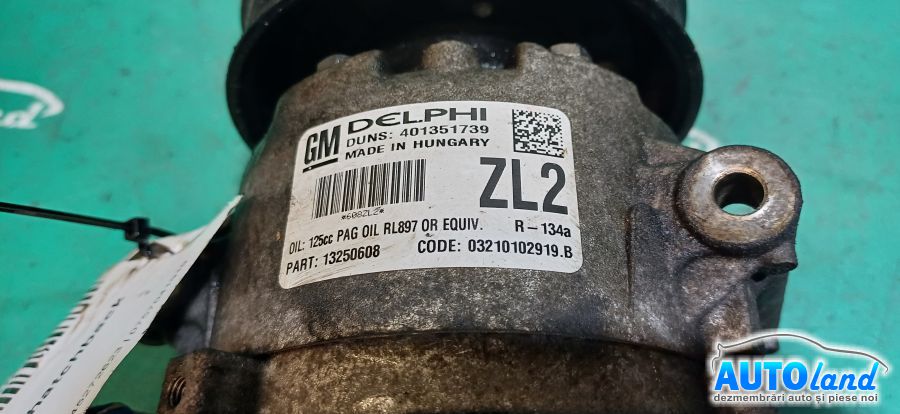 GM DELPHI
DUNS: 401351739
MADE IN HUNGARY
ZL2
*608ZL2*
OIL: 125cc PAG OIL RL897 OR EQUIV. R-134a
PART: 13250608 CODE: 03210102919.B
land
AUTOland
dezmembrări auto și piese noi